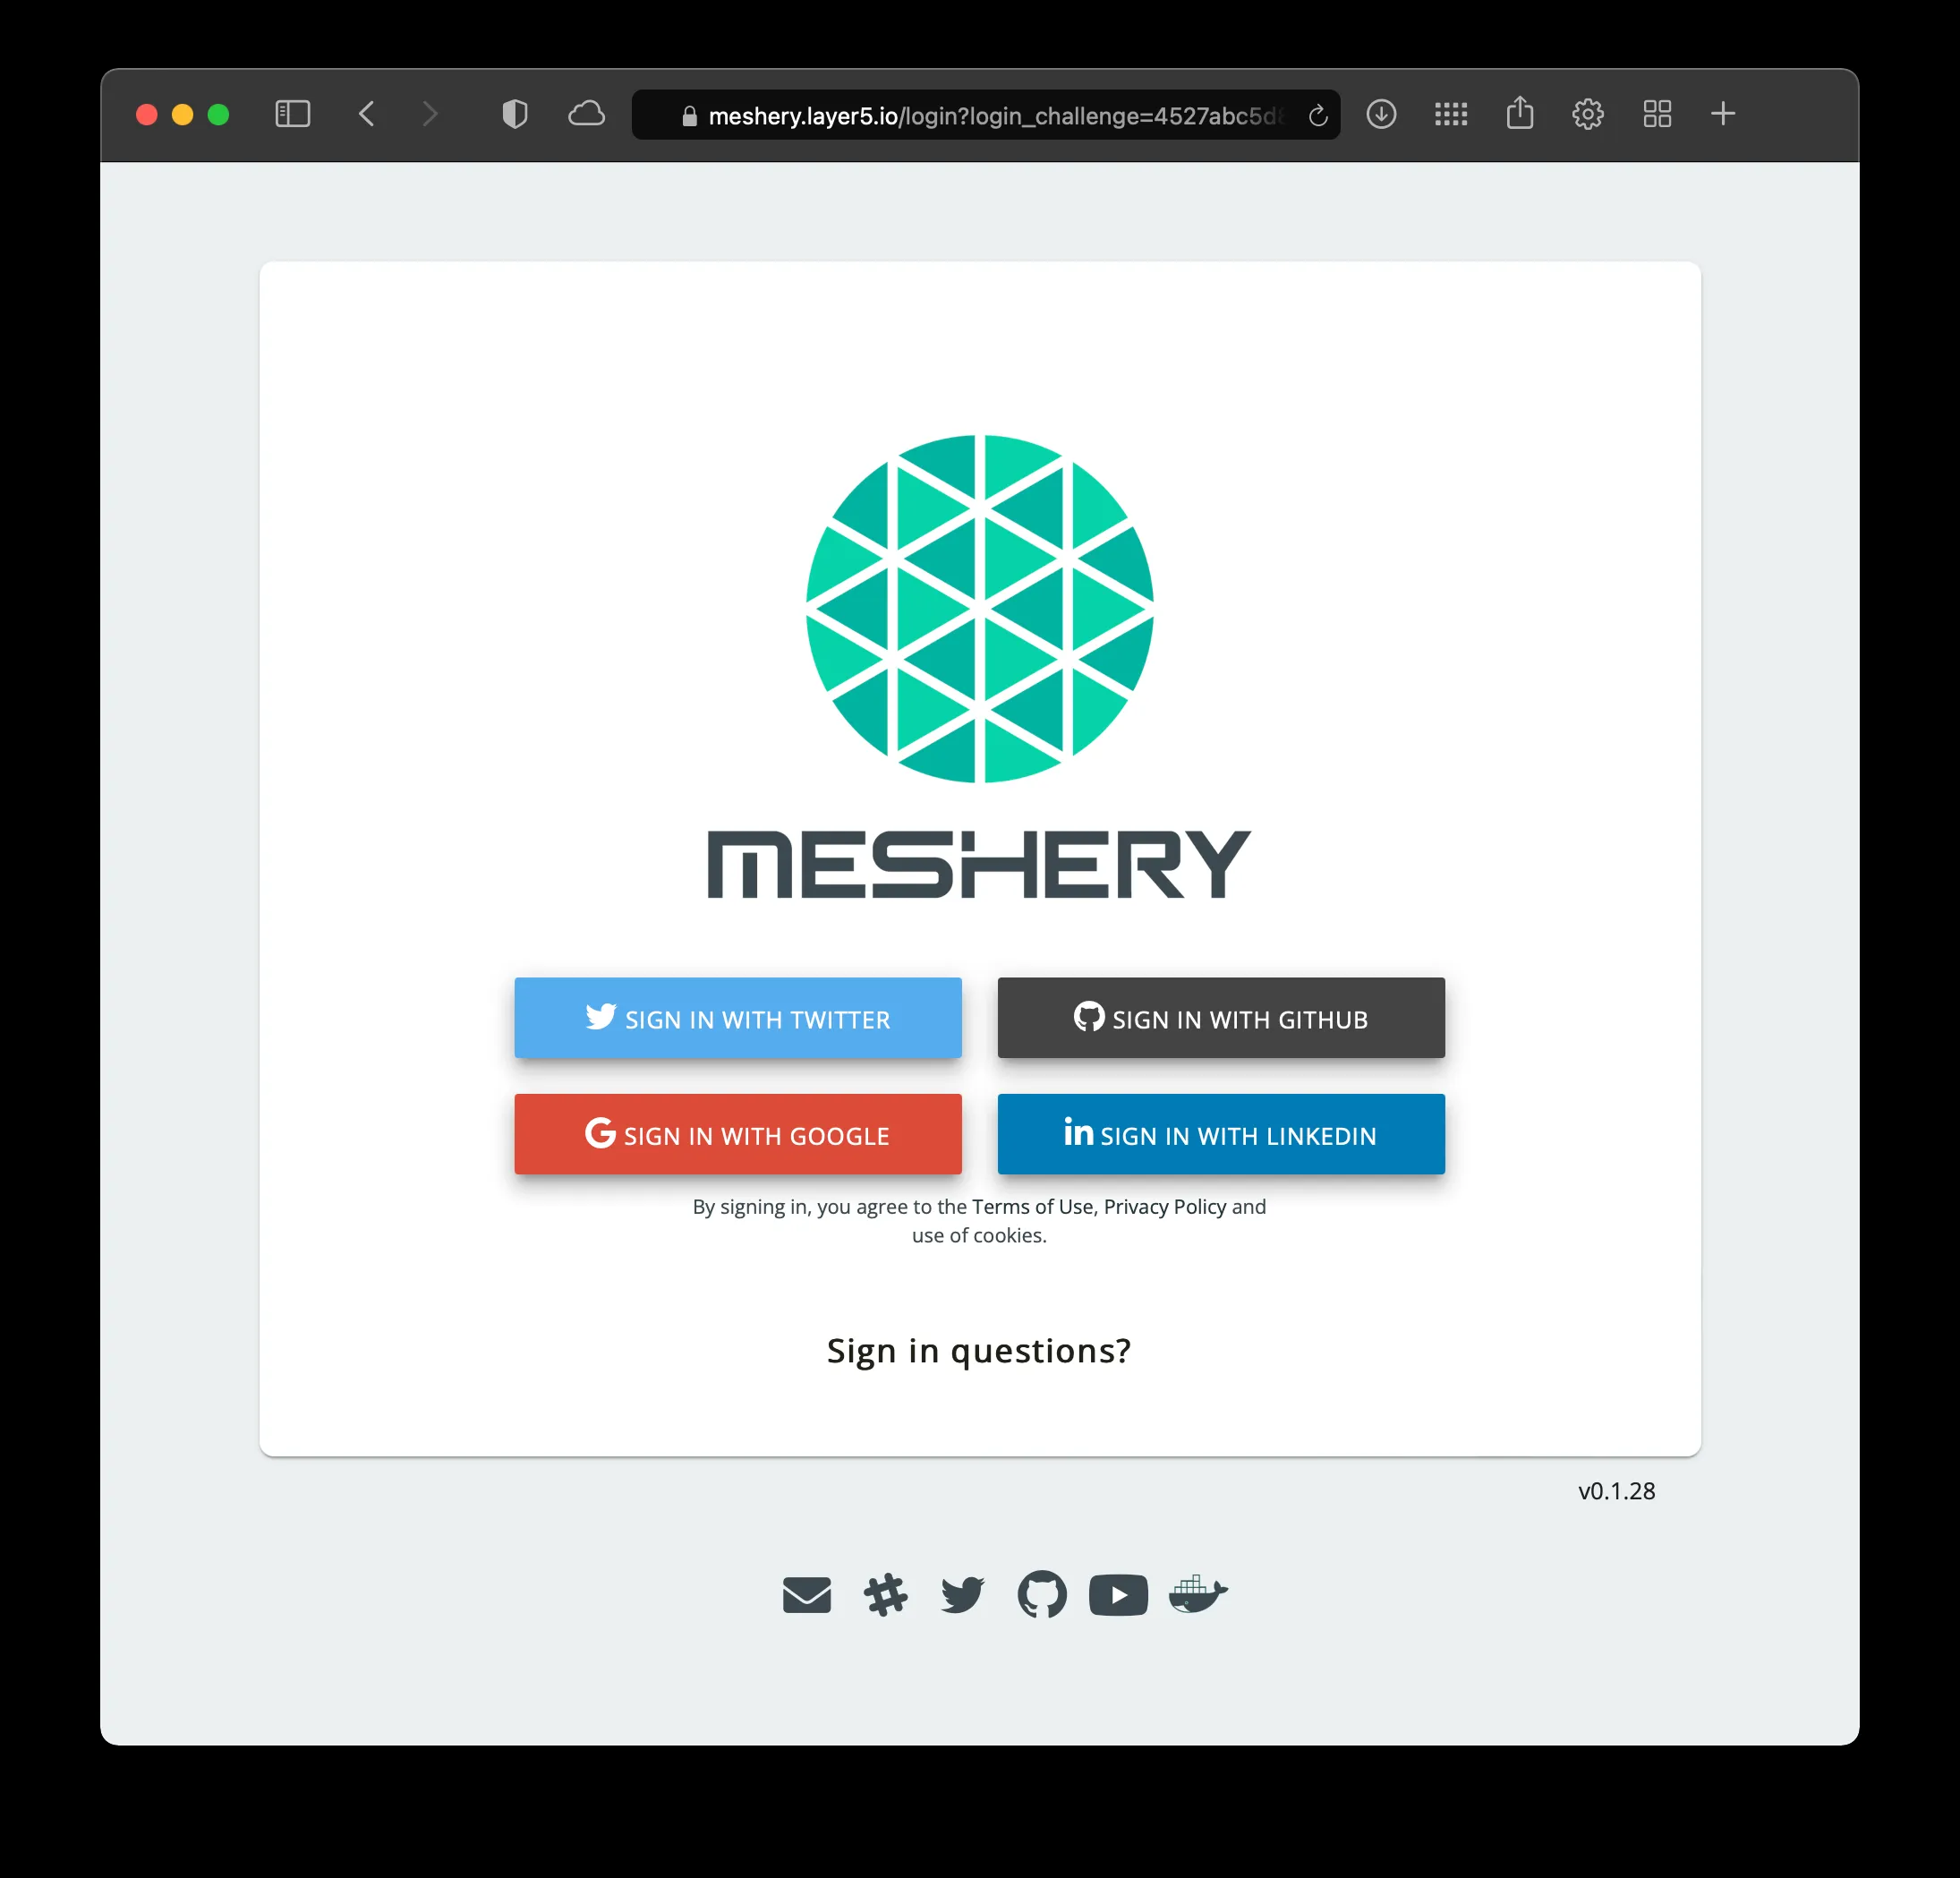 meshery.layer5.io/login?login_challenge=4527abc5d
MESHERY
SIGN IN WITH TWITTER
SIGN IN WITH GITHUB
SIGN IN WITH GOOGLE
SIGN IN WITH LINKEDIN
By signing in, you agree to the Terms of Use, Privacy Policy and
use of cookies.
Sign in questions?
v0.1.28